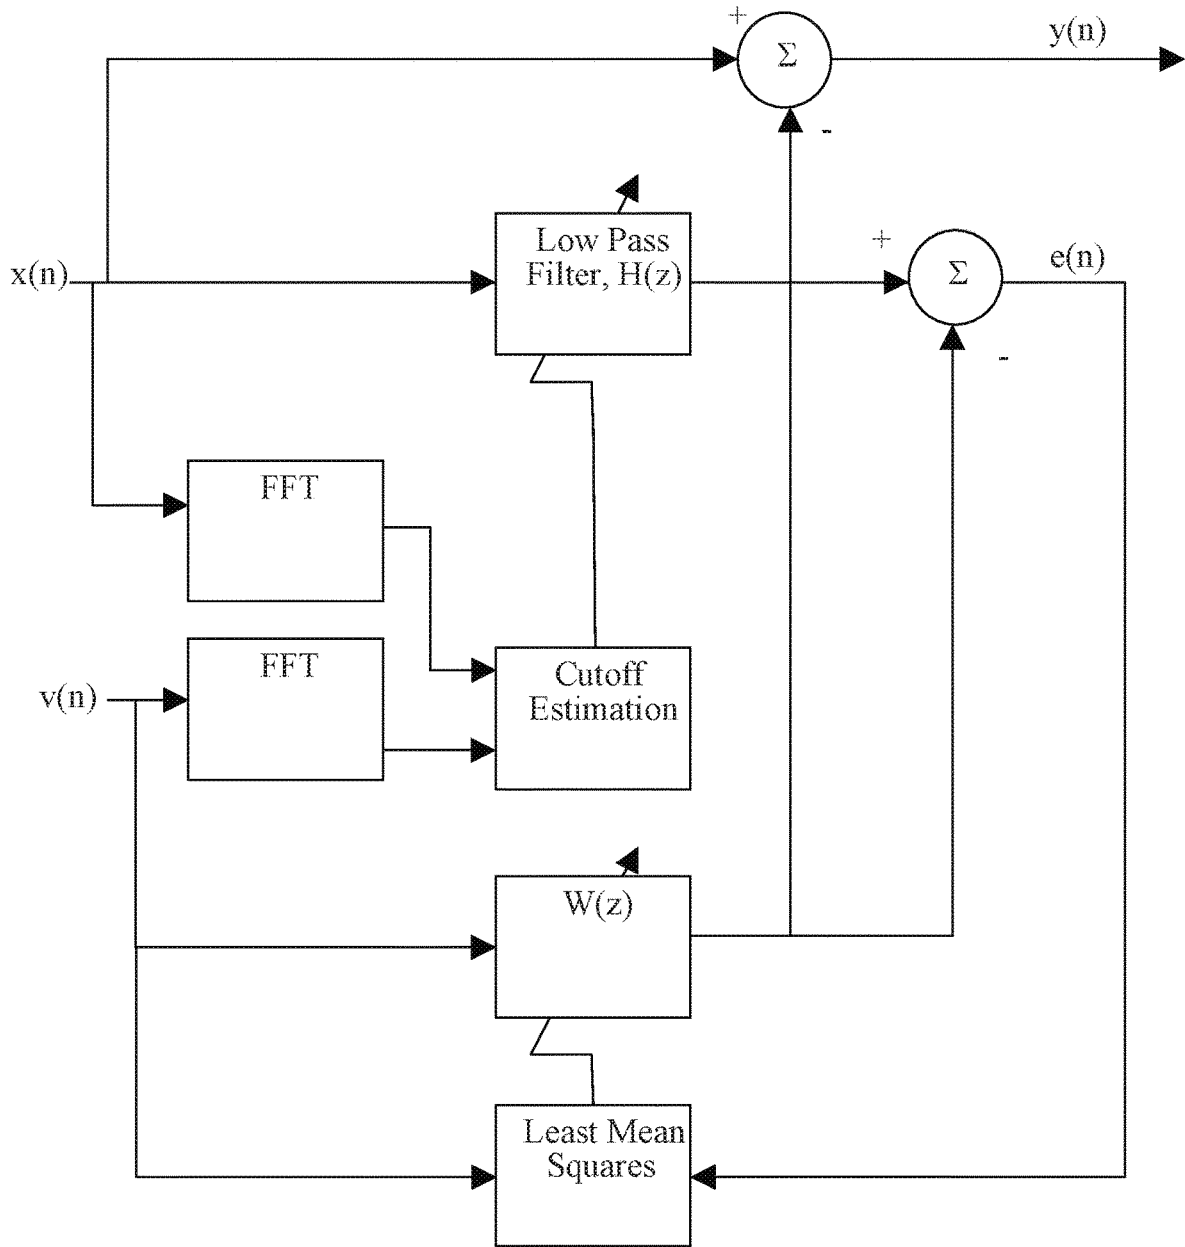 +
Σ
y(n)
-
Low Pass
Filter, H(z)
+
Σ
e(n)
x(n)
-
FFT
FFT
v(n)
Cutoff
Estimation
W(z)
Least Mean
Squares